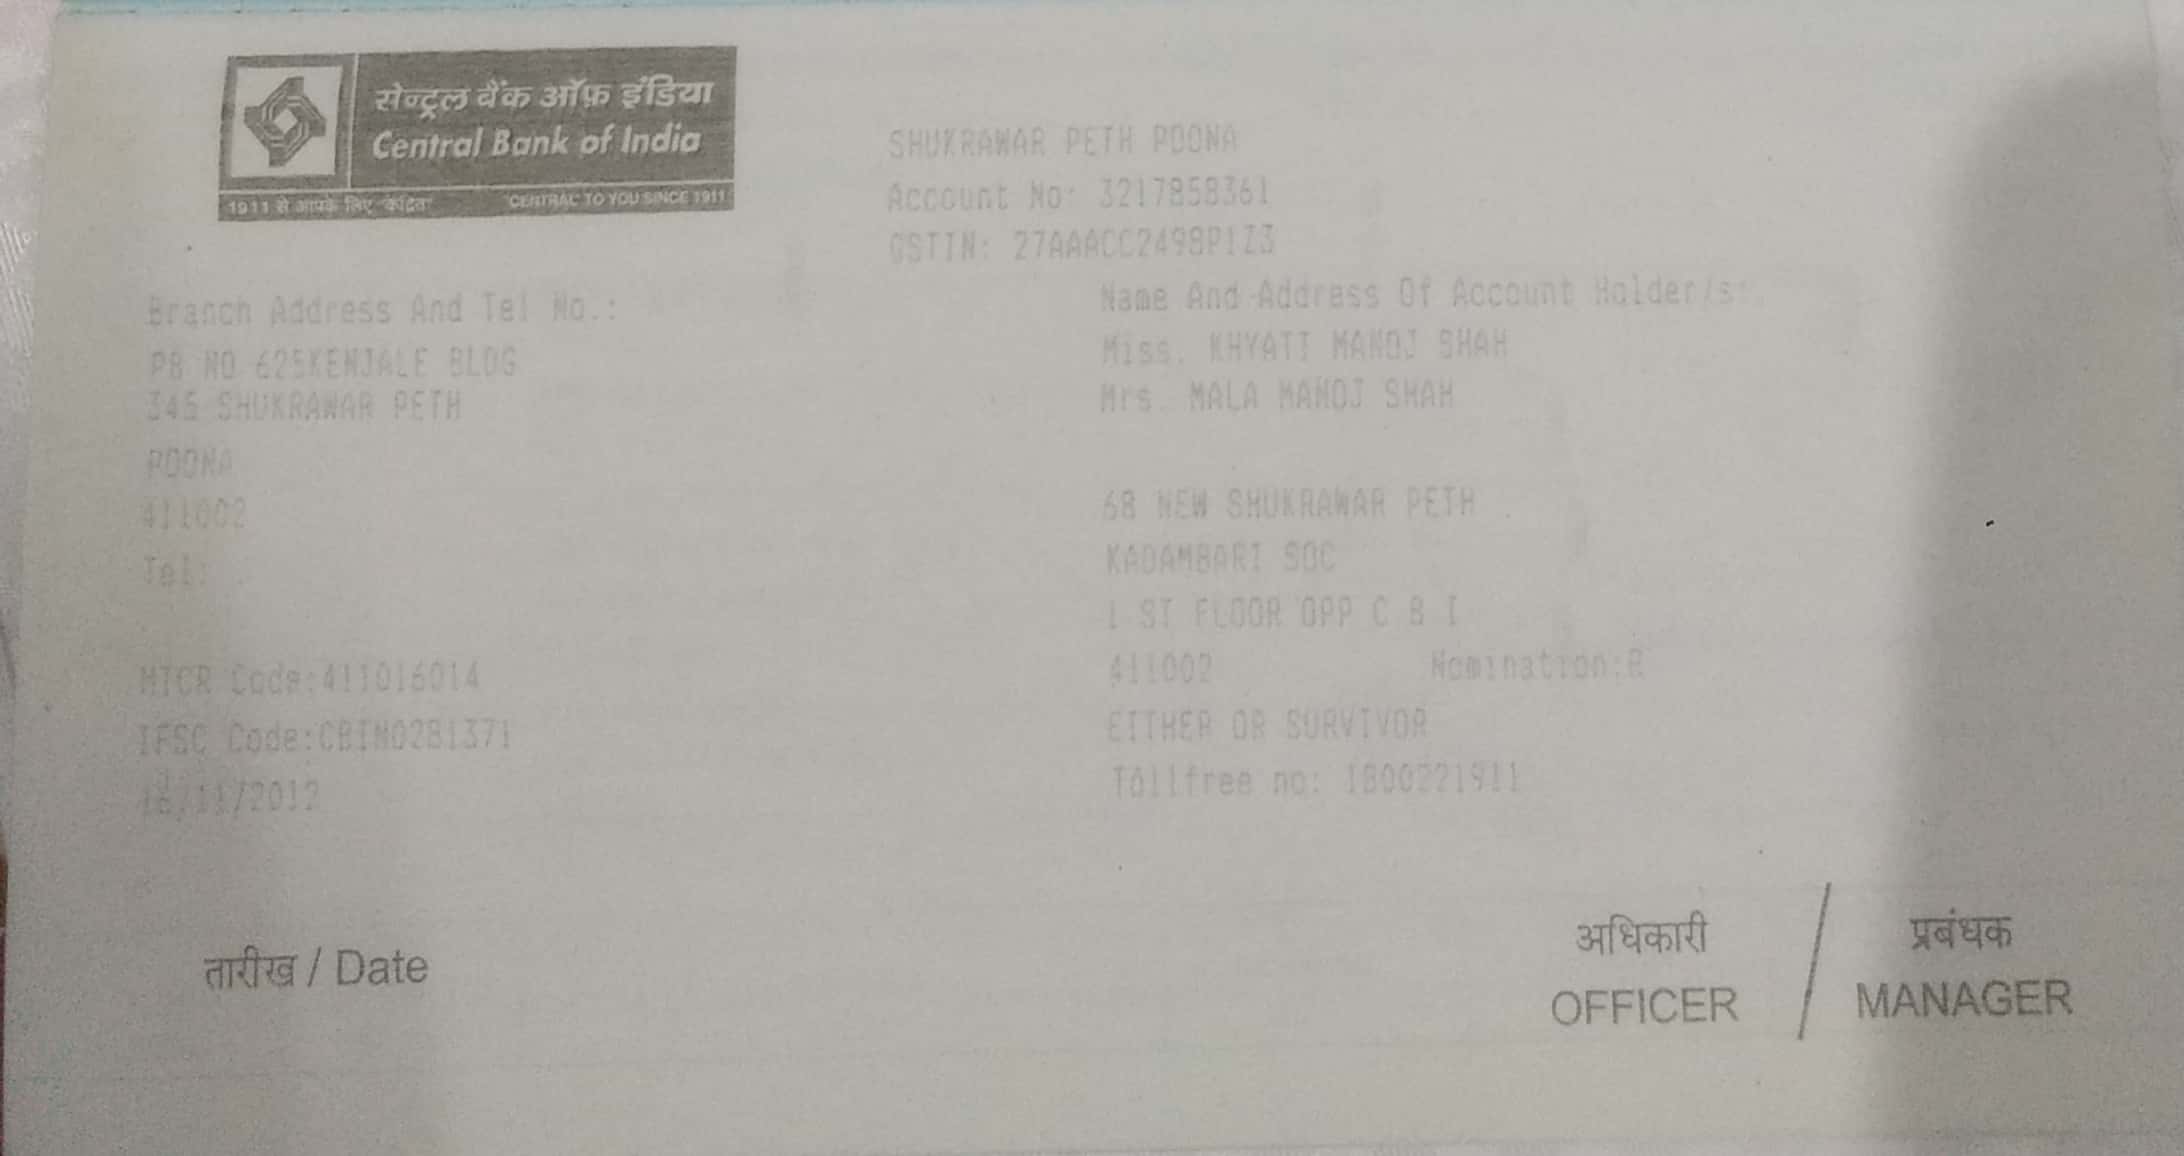 सेन्ट्रल बैंक ऑफ़ इंडिया
Central Bank of India
1911 से आपके लिए "केंद्रित" "CENTRAL" TO YOU SINCE 1911
SHUKRAWAR PETH POONA
Account No: 3217858361
GSTIN: 27AAACC2498P1Z3
Branch Address And Tel No.:
PB NO 625KENJALE BLDG
345 SHUKRAWAR PETH
POONA
411002
Tel:
MICR Code:411016014
IFSC Code:CBIN0281371
16/11/2012
Name And Address Of Account Holder/s:
Miss. KHYATI MANOJ SHAH
Mrs. MALA MANOJ SHAH
68 NEW SHUKRAWAR PETH
KADAMBARI SOC
1 ST FLOOR OPP C B I
411002 Nomination:R
EITHER OR SURVIVOR
Tollfree no: 1800221911
तारीख / Date
अधिकारी / प्रबंधक
OFFICER / MANAGER